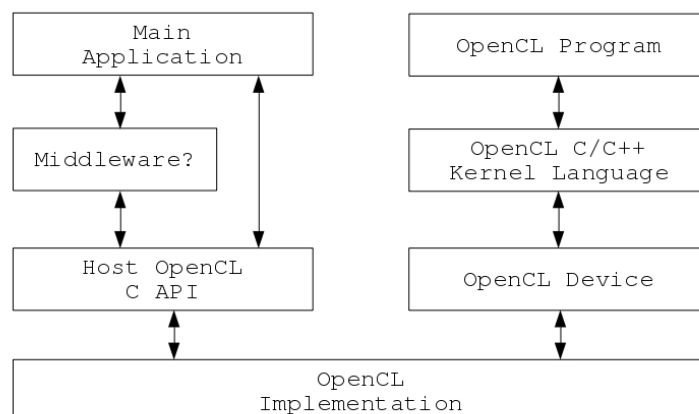 Main
Application
Middleware?
Host OpenCL
C API
OpenCL Program
OpenCL C/C++
Kernel Language
OpenCL Device
OpenCL
Implementation